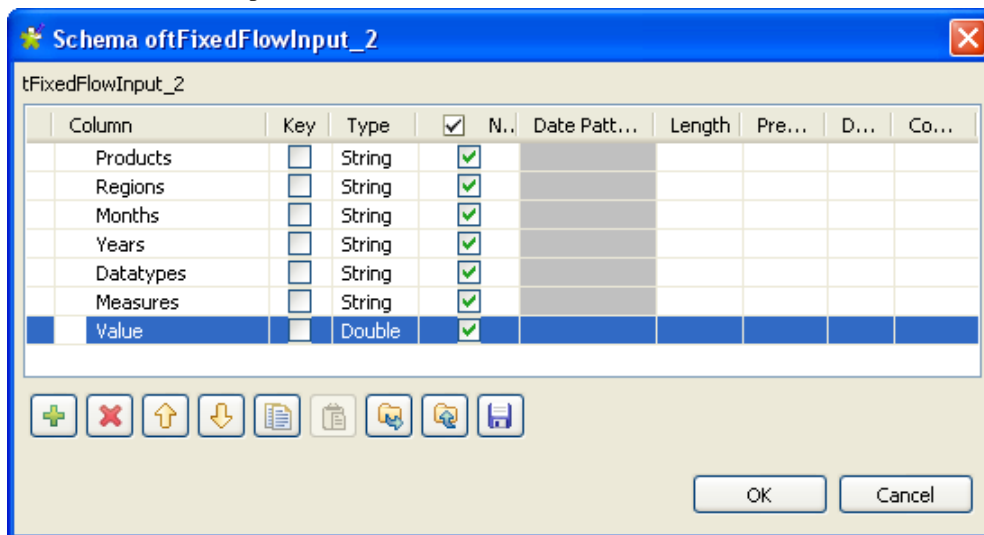 Schema oftFixedFlowInput_2
tFixedFlowInput_2
Column Key Type N.. Date Patt... Length Pre... D... Co...
Products String
Regions String
Months String
Years String
Datatypes String
Measures String
Value Double
OK Cancel